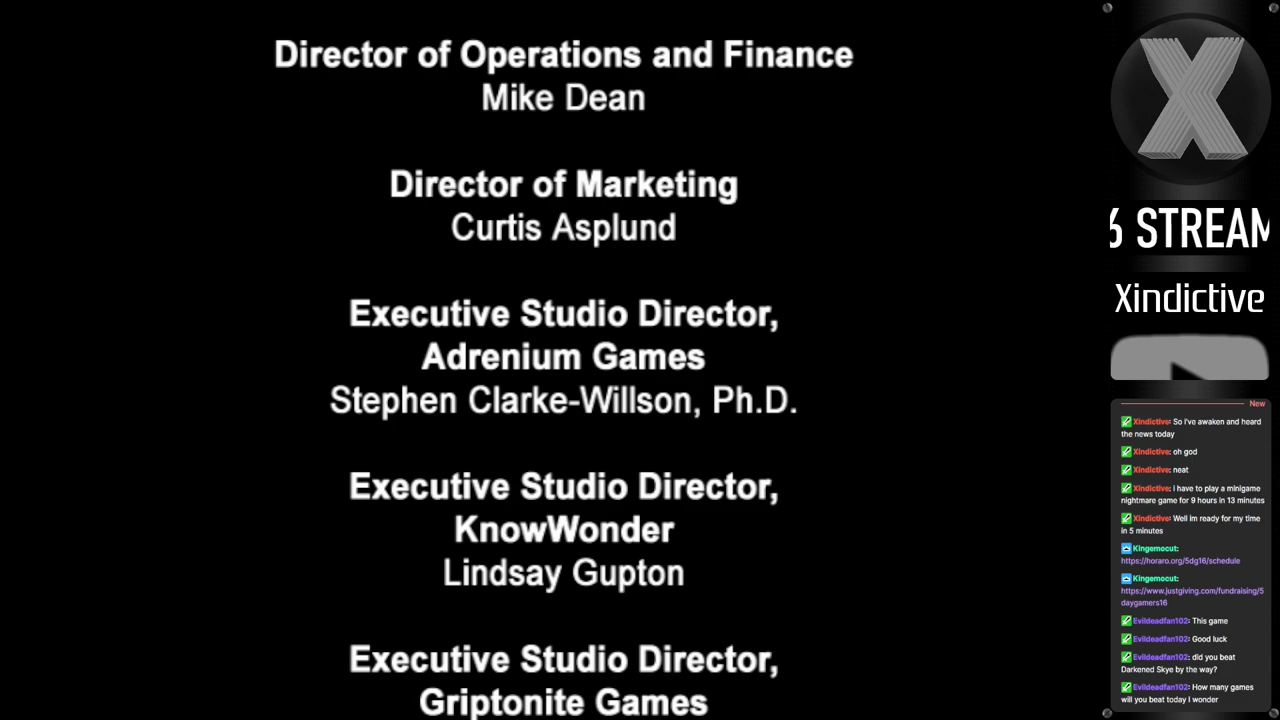 Director of Operations and Finance
Mike Dean
Director of Marketing
Curtis Asplund
Executive Studio Director,
Adrenium Games
Stephen Clarke-Willson, Ph.D.
Executive Studio Director,
KnowWonder
Lindsay Gupton
Executive Studio Director,
Griptonite Games
X
6 STREAM
Xindictive
New
Xindictive: So I've awaken and heard
the news today
Xindictive: oh god
Xindictive: neat
Xindictive: i have to play a minigame
nightmare game for 9 hours in 13 minutes
Xindictive: Well im ready for my time
in 5 minutes
Kingemocut:
https://horaro.org/5dg16/schedule
Kingemocut:
https://www.justgiving.com/fundraising/5
daygamers16
Evildeadfan102: This game
Evildeadfan102: Good luck
Evildeadfan102: did you beat
Darkened Skye by the way?
Evildeadfan102: How many games
will you beat today I wonder